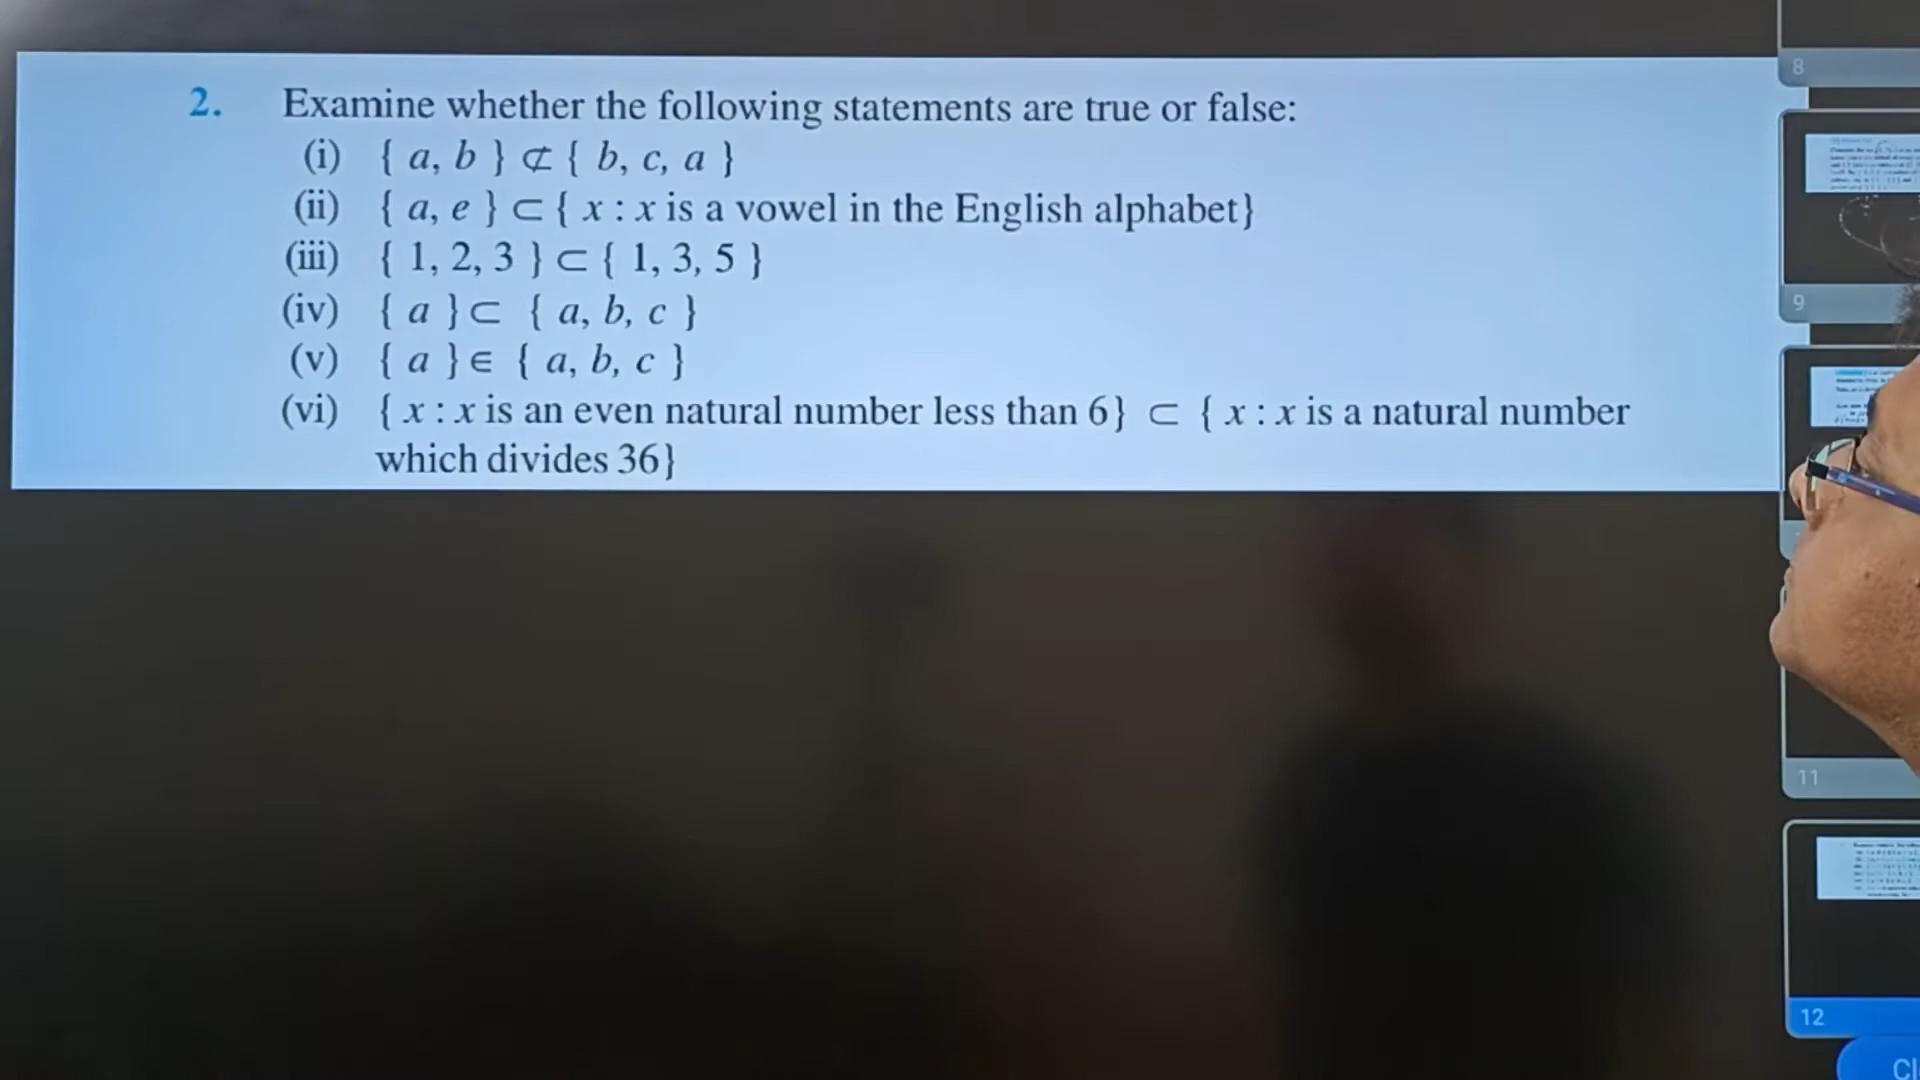 2. Examine whether the following statements are true or false:
(i) { a, b } ⊄ { b, c, a }
(ii) { a, e } ⊂ { x : x is a vowel in the English alphabet}
(iii) { 1, 2, 3 } ⊂ { 1, 3, 5 }
(iv) { a } ⊂ { a, b, c }
(v) { a } ∈ { a, b, c }
(vi) { x : x is an even natural number less than 6} ⊂ { x : x is a natural number
which divides 36}
8
9
11
12